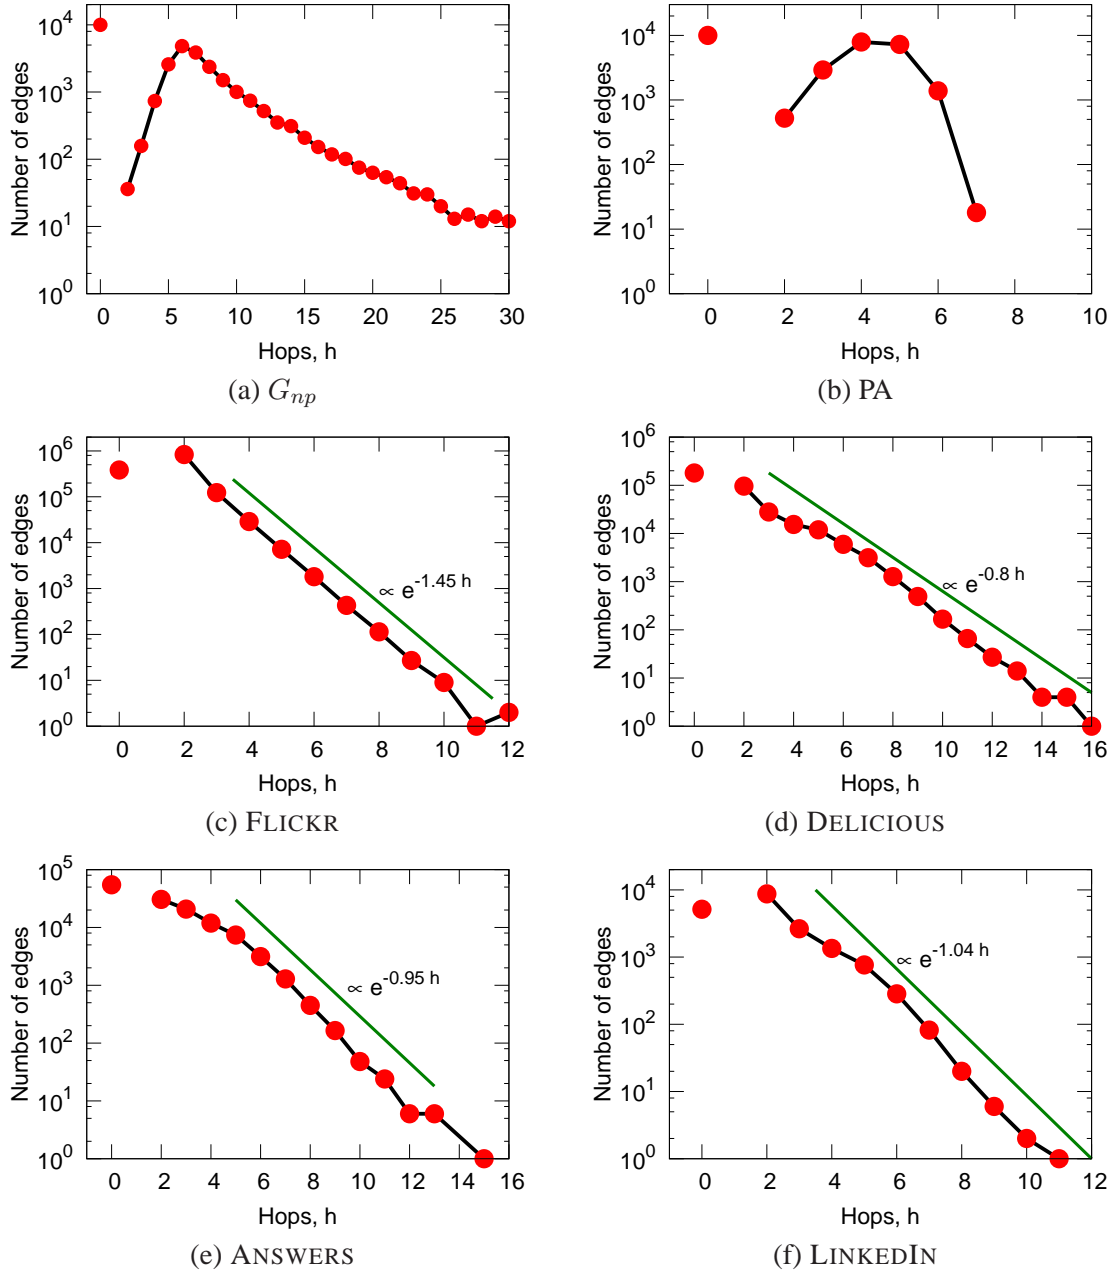 10^4
10^3
10^2
10^1
10^0
Number of edges
0 5 10 15 20 25 30
Hops, h
(a) G_{np}
10^4
10^3
10^2
10^1
10^0
Number of edges
0 2 4 6 8 10
Hops, h
(b) PA
10^6
10^5
10^4
10^3
10^2
10^1
10^0
Number of edges
∝ e^{-1.45 h}
0 2 4 6 8 10 12
Hops, h
(c) FLICKR
10^6
10^5
10^4
10^3
10^2
10^1
10^0
Number of edges
∝ e^{-0.8 h}
0 2 4 6 8 10 12 14 16
Hops, h
(d) DELICIOUS
10^5
10^4
10^3
10^2
10^1
10^0
Number of edges
∝ e^{-0.95 h}
0 2 4 6 8 10 12 14 16
Hops, h
(e) ANSWERS
10^4
10^3
10^2
10^1
10^0
Number of edges
∝ e^{-1.04 h}
0 2 4 6 8 10 12
Hops, h
(f) LINKEDIN